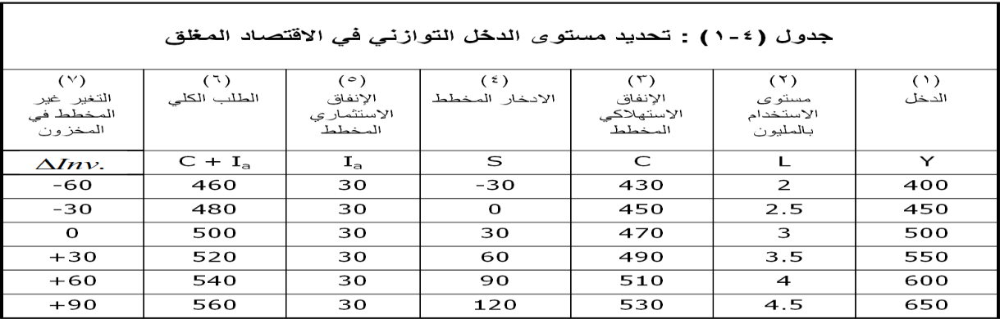 جدول (٤-١) : تحديد مستوى الدخل التوازني في الاقتصاد المغلق
(١) (٢) (٣) (٤) (٥) (٦) (٧)
الدخل مستوى الإنفاق الادخار المخطط الإنفاق الطلب الكلي التغير غير
الاستخدام الاستهلاكي الاستثماري المخطط في
بالمليون المخطط المخطط المخزون
Y L C S Iₐ C + Iₐ ΔInv.
400 2 430 -30 30 460 -60
450 2.5 450 0 30 480 -30
500 3 470 30 30 500 0
550 3.5 490 60 30 520 +30
600 4 510 90 30 540 +60
650 4.5 530 120 30 560 +90